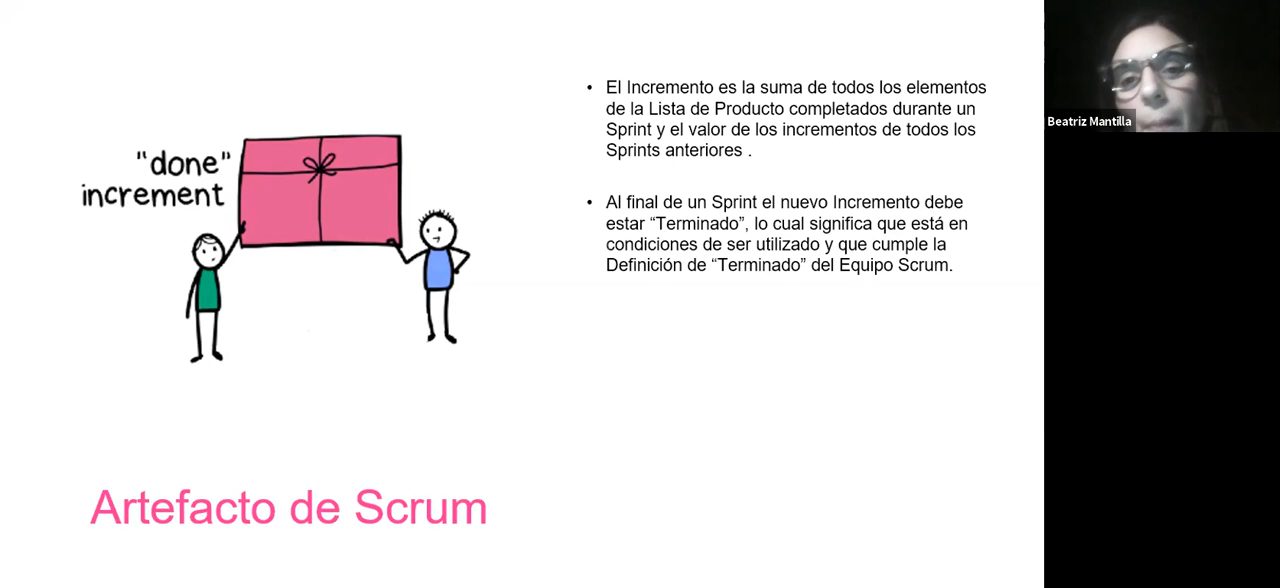 "done"
increment
• El Incremento es la suma de todos los elementos
de la Lista de Producto completados durante un
Sprint y el valor de los incrementos de todos los
Sprints anteriores .
• Al final de un Sprint el nuevo Incremento debe
estar “Terminado”, lo cual significa que está en
condiciones de ser utilizado y que cumple la
Definición de “Terminado” del Equipo Scrum.
Artefacto de Scrum
Beatriz Mantilla